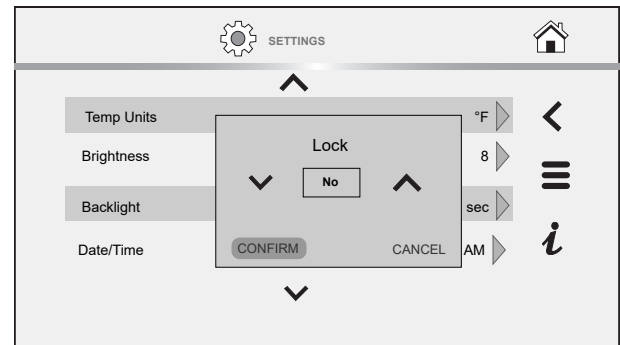 SETTINGS
Temp Units °F
Lock
Brightness 8
No
Backlight sec
CONFIRM CANCEL
Date/Time AM
i